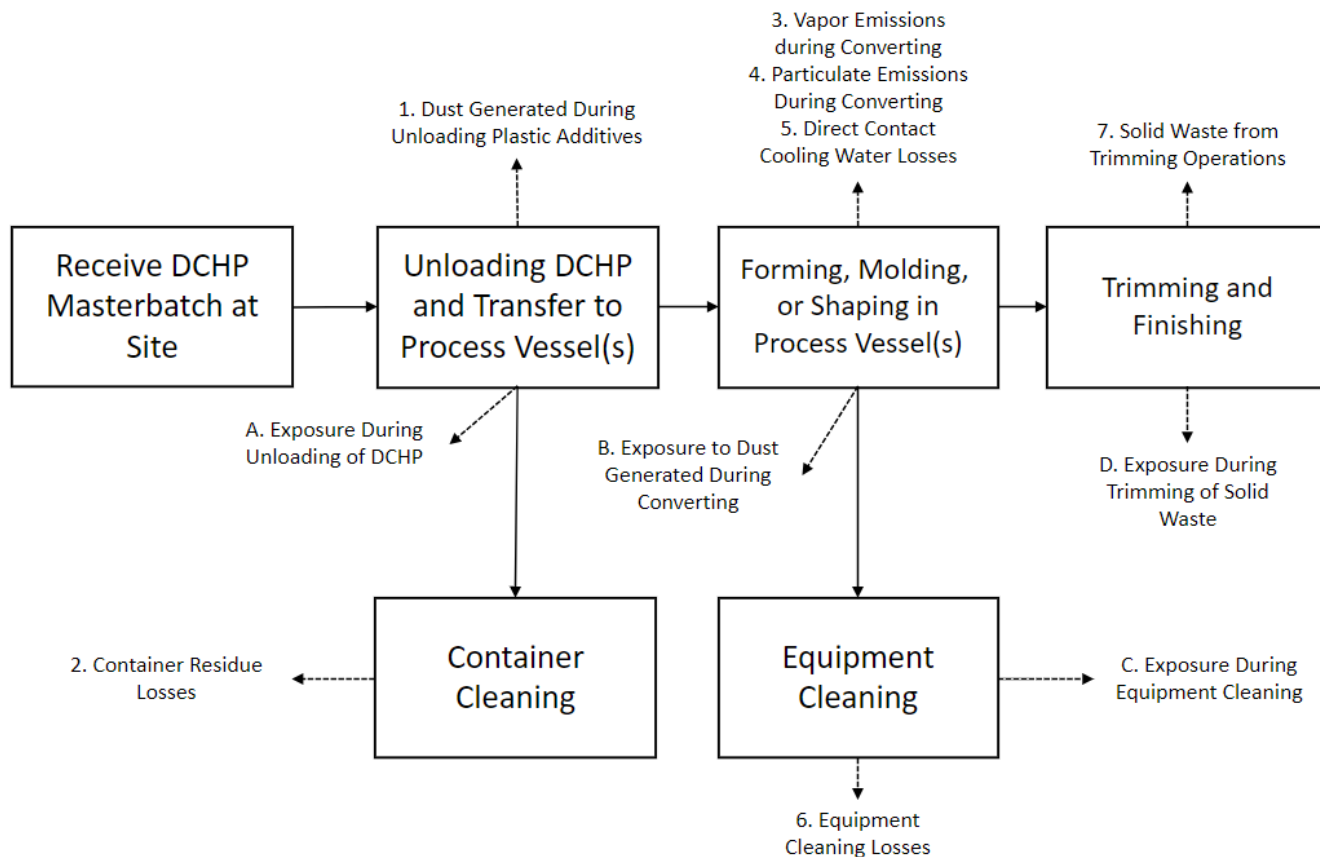 3. Vapor Emissions
during Converting
4. Particulate Emissions
During Converting
5. Direct Contact
Cooling Water Losses
1. Dust Generated During
Unloading Plastic Additives
7. Solid Waste from
Trimming Operations
Receive DCHP
Masterbatch at
Site
Unloading DCHP
and Transfer to
Process Vessel(s)
Forming, Molding,
or Shaping in
Process Vessel(s)
Trimming and
Finishing
A. Exposure During
Unloading of DCHP
B. Exposure to Dust
Generated During
Converting
D. Exposure During
Trimming of Solid
Waste
2. Container Residue
Losses
Container
Cleaning
Equipment
Cleaning
C. Exposure During
Equipment Cleaning
6. Equipment
Cleaning Losses